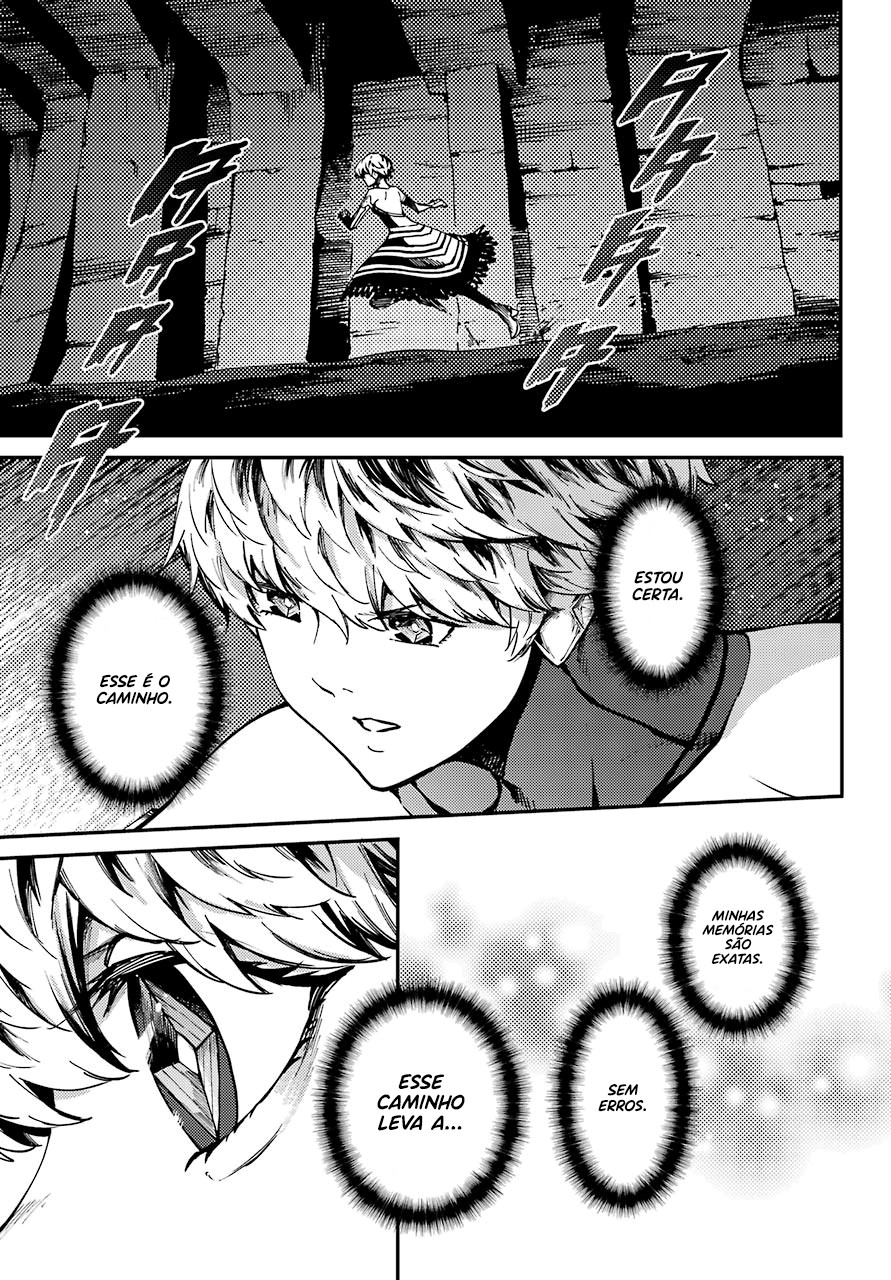 タタタタタ
タタタタ
ESTOU
CERTA.
ESSE É O
CAMINHO.
MINHAS
MEMÓRIAS
SÃO
EXATAS.
SEM
ERROS.
ESSE
CAMINHO
LEVA A...